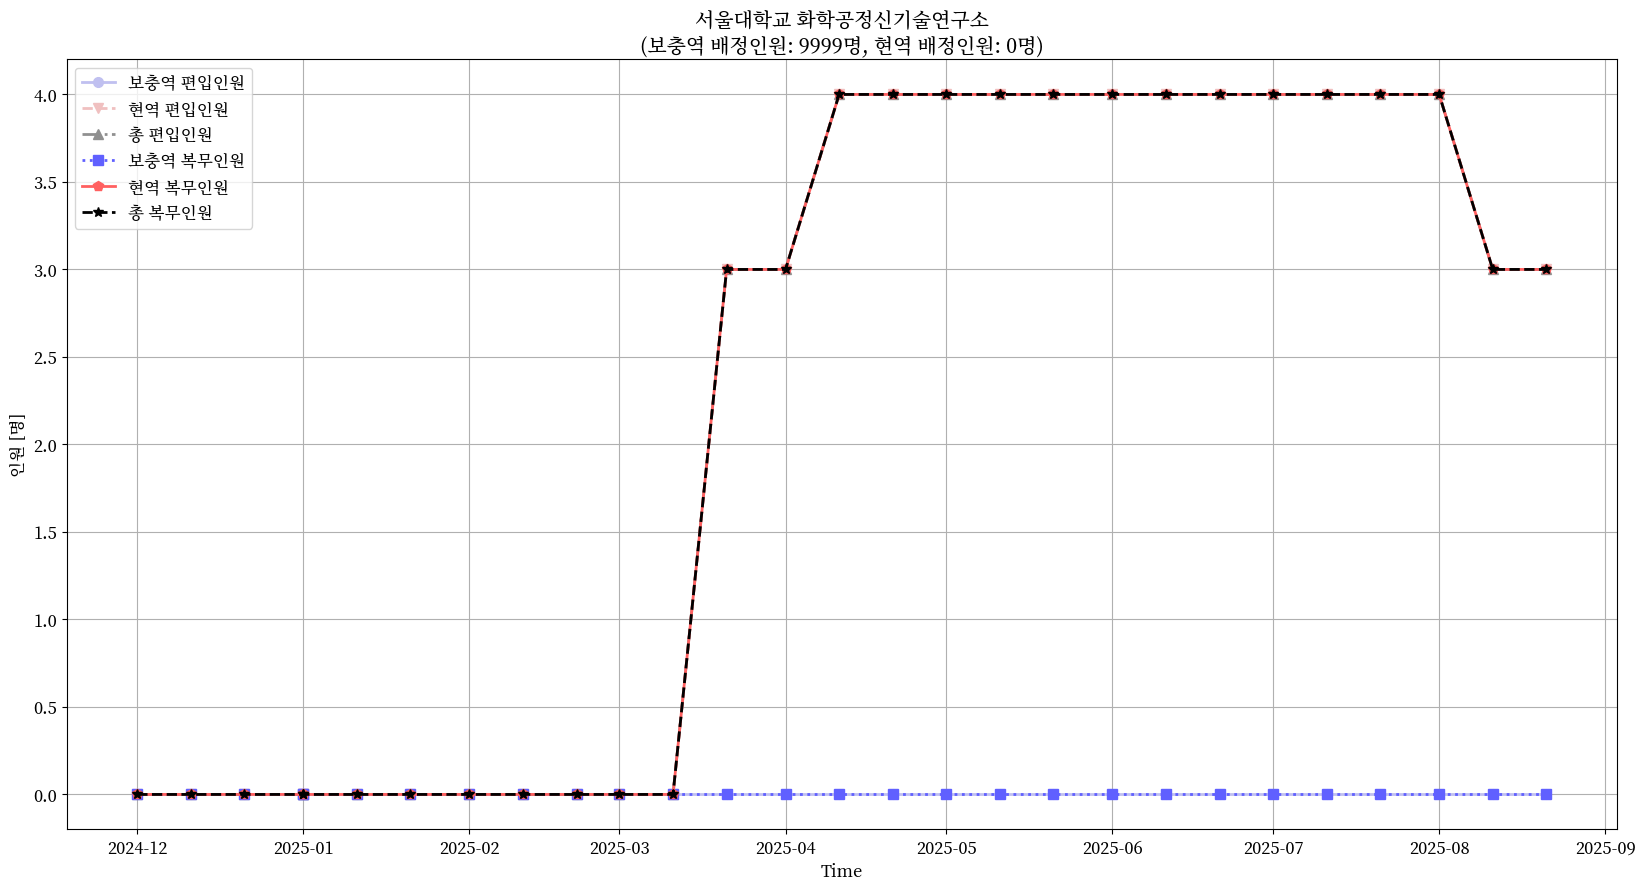 서울대학교 화학공정신기술연구소
(보충역 배정인원: 9999명, 현역 배정인원: 0명)
보충역 편입인원
현역 편입인원
총 편입인원
보충역 복무인원
현역 복무인원
총 복무인원
4.0
3.5
3.0
2.5
2.0
1.5
1.0
0.5
0.0
인원 [명]
2024-12 2025-01 2025-02 2025-03 2025-04 2025-05 2025-06 2025-07 2025-08 2025-09
Time